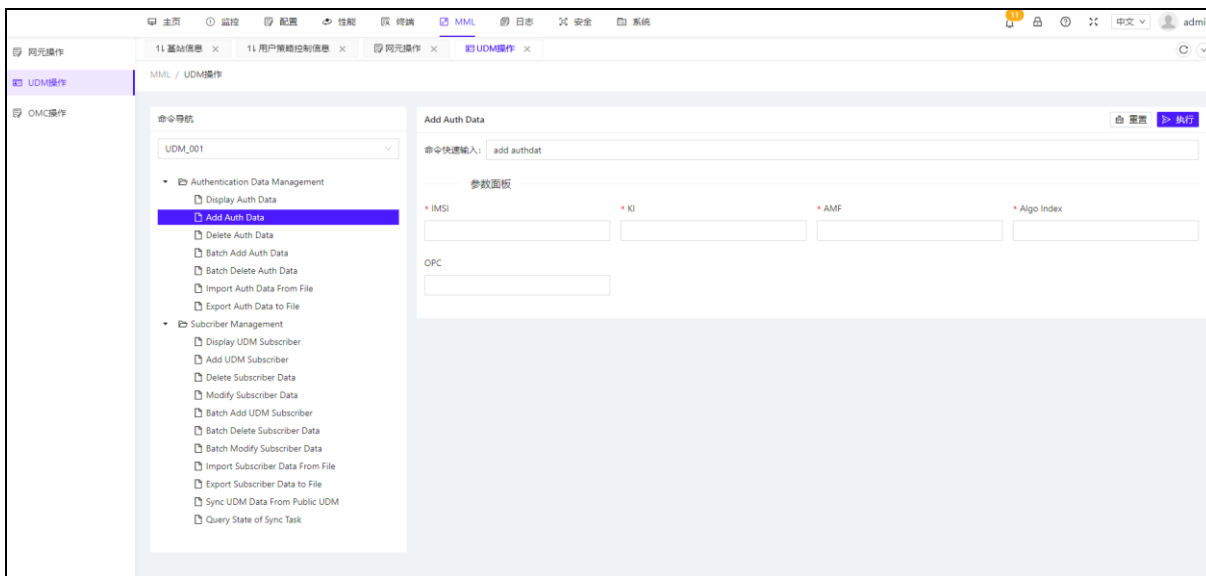 主页 监控 配置 性能 终端 MML 日志 安全 系统 11 中文 admi
网元操作
UDM操作
OMC操作
基站信息 × 用户策略控制信息 × 网元操作 × UDM操作 ×
MML / UDM操作
命令导航
UDM_001
Authentication Data Management
Display Auth Data
Add Auth Data
Delete Auth Data
Batch Add Auth Data
Batch Delete Auth Data
Import Auth Data From File
Export Auth Data to File
Subcriber Management
Display UDM Subscriber
Add UDM Subscriber
Delete Subscriber Data
Modify Subscriber Data
Batch Add UDM Subscriber
Batch Delete Subscriber Data
Batch Modify Subscriber Data
Import Subscriber Data From File
Export Subscriber Data to File
Sync UDM Data From Public UDM
Query State of Sync Task
Add Auth Data 重置 执行
命令快速输入: add authdat
参数面板
* IMSI * KI * AMF * Algo Index
OPC